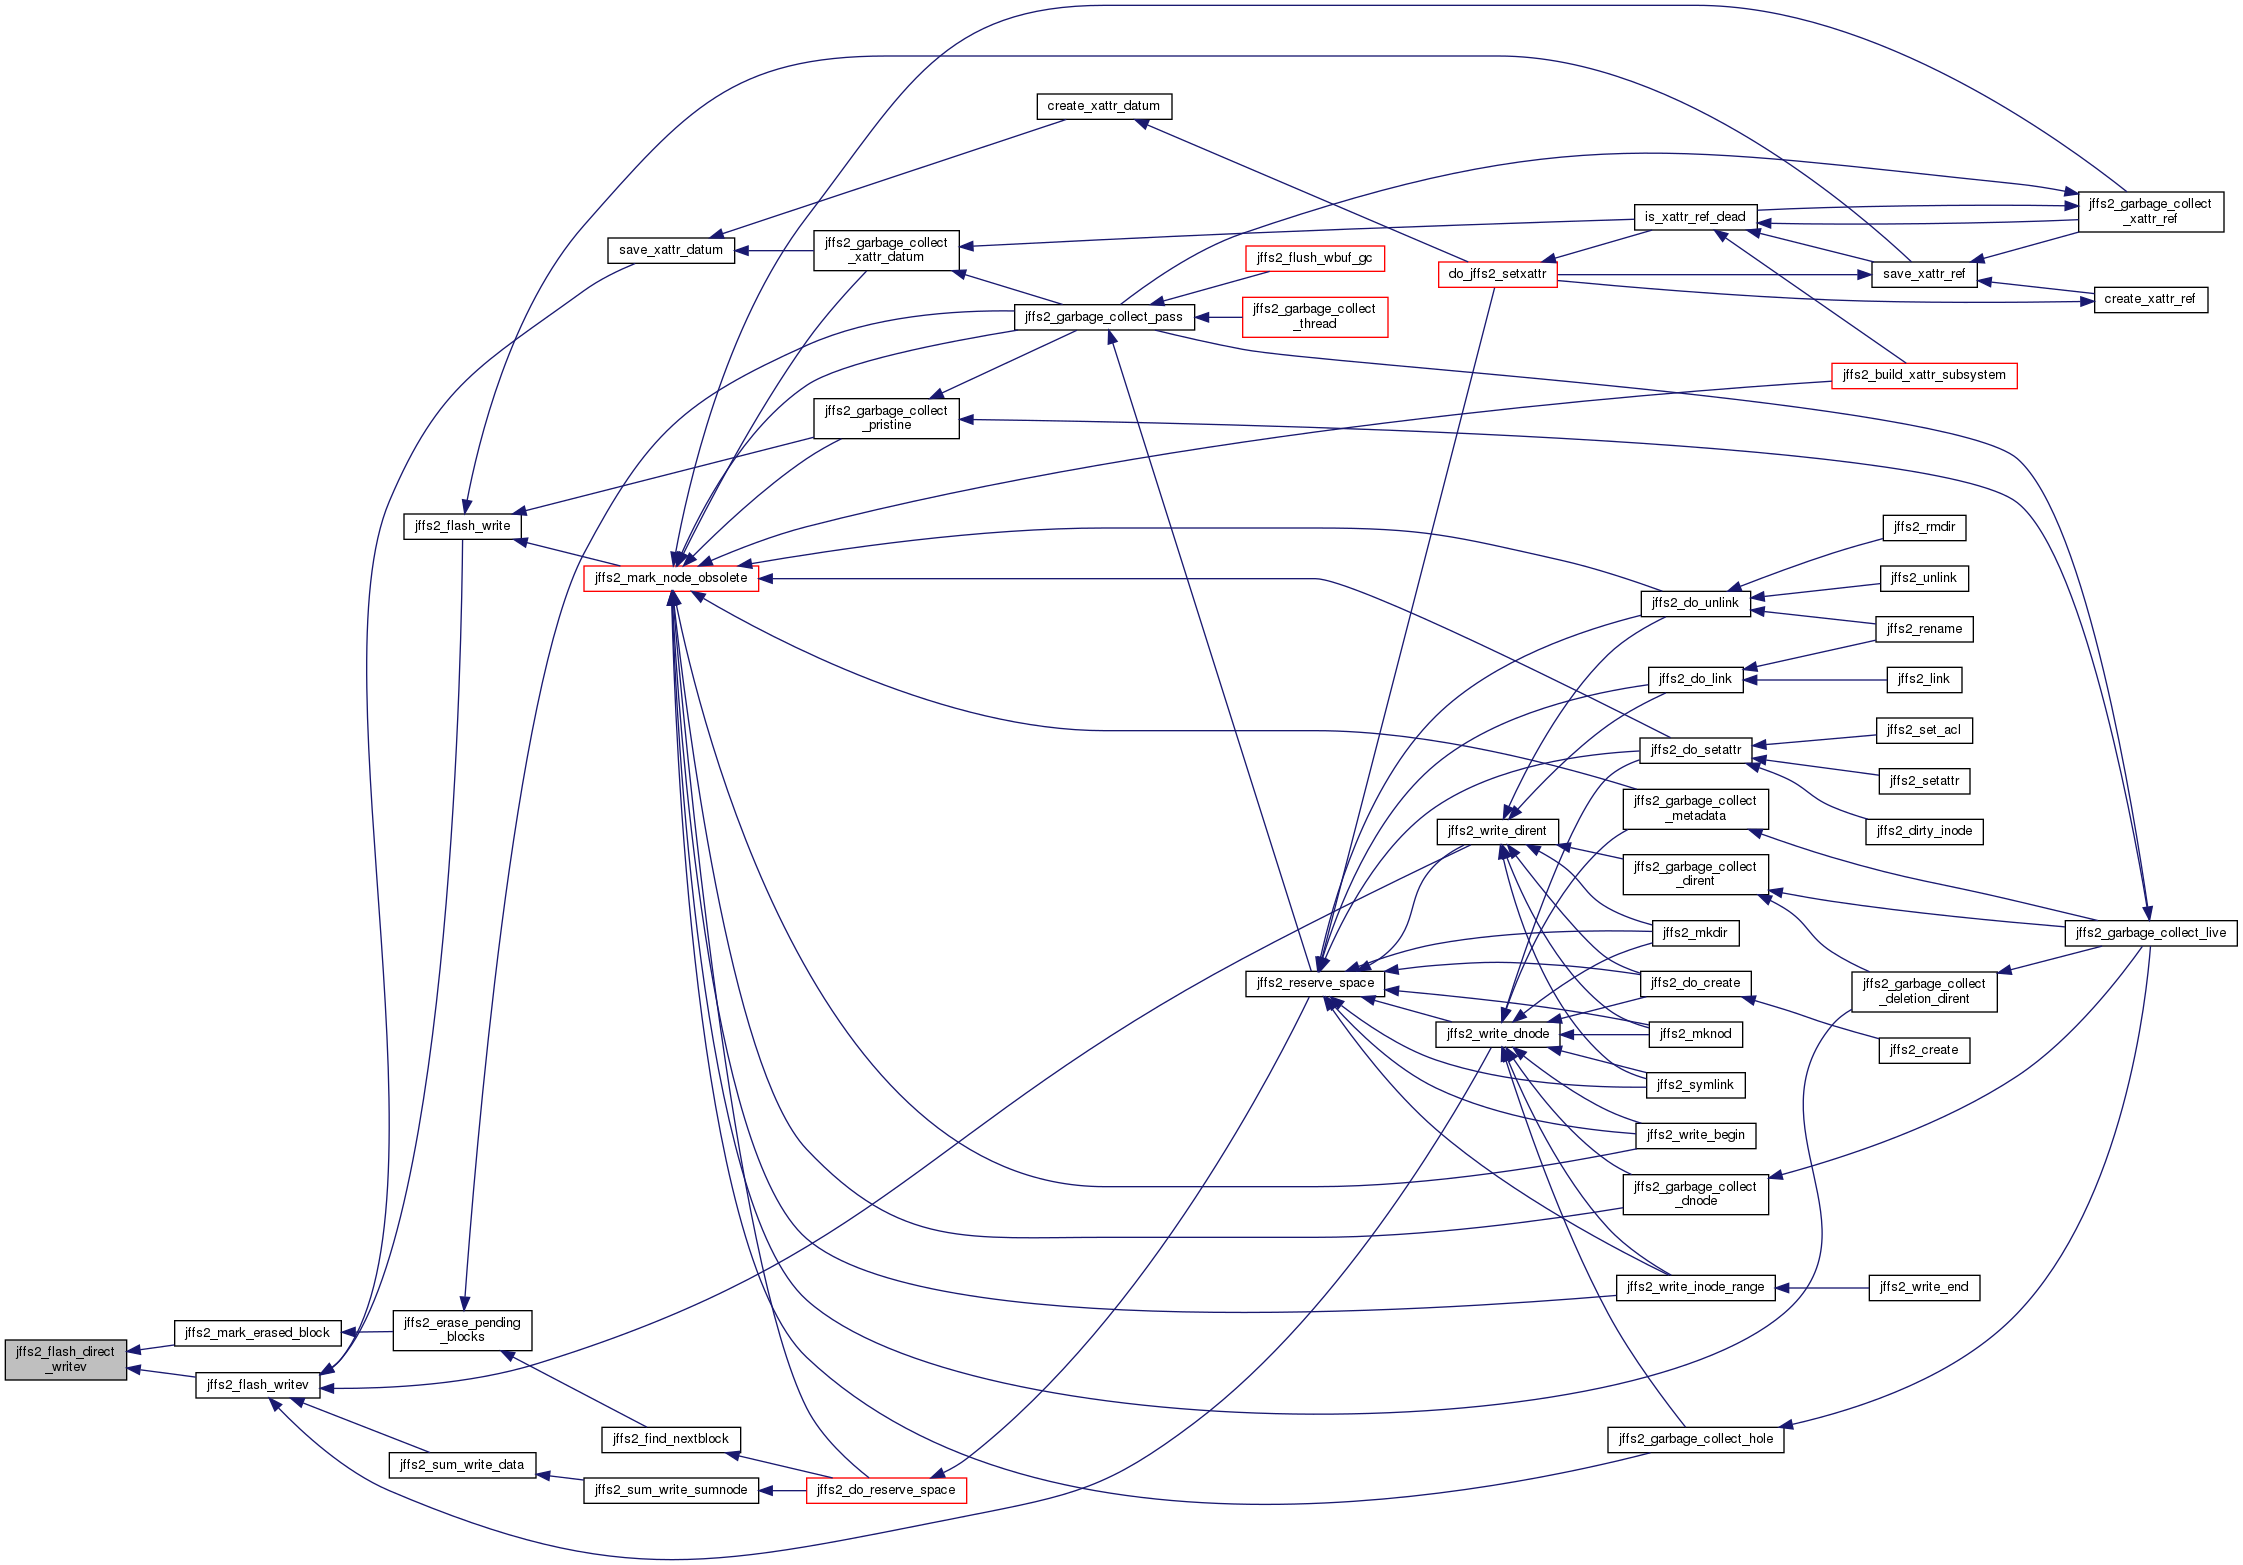 create_xattr_datum
jffs2_garbage_collect
_xattr_ref
is_xattr_ref_dead
save_xattr_datum
jffs2_garbage_collect
_xattr_datum
jffs2_flush_wbuf_gc
do_jffs2_setxattr
save_xattr_ref
create_xattr_ref
jffs2_garbage_collect_pass
jffs2_garbage_collect
_thread
jffs2_build_xattr_subsystem
jffs2_garbage_collect
_pristine
jffs2_flash_write
jffs2_rmdir
jffs2_mark_node_obsolete
jffs2_unlink
jffs2_do_unlink
jffs2_rename
jffs2_do_link
jffs2_link
jffs2_set_acl
jffs2_do_setattr
jffs2_setattr
jffs2_garbage_collect
_metadata
jffs2_write_dirent
jffs2_dirty_inode
jffs2_garbage_collect
_dirent
jffs2_mkdir
jffs2_garbage_collect_live
jffs2_reserve_space
jffs2_do_create
jffs2_garbage_collect
_deletion_dirent
jffs2_write_dnode
jffs2_mknod
jffs2_create
jffs2_symlink
jffs2_write_begin
jffs2_garbage_collect
_dnode
jffs2_write_inode_range
jffs2_write_end
jffs2_erase_pending
_blocks
jffs2_mark_erased_block
jffs2_flash_direct
_writev
jffs2_flash_writev
jffs2_find_nextblock
jffs2_garbage_collect_hole
jffs2_sum_write_data
jffs2_sum_write_sumnode
jffs2_do_reserve_space